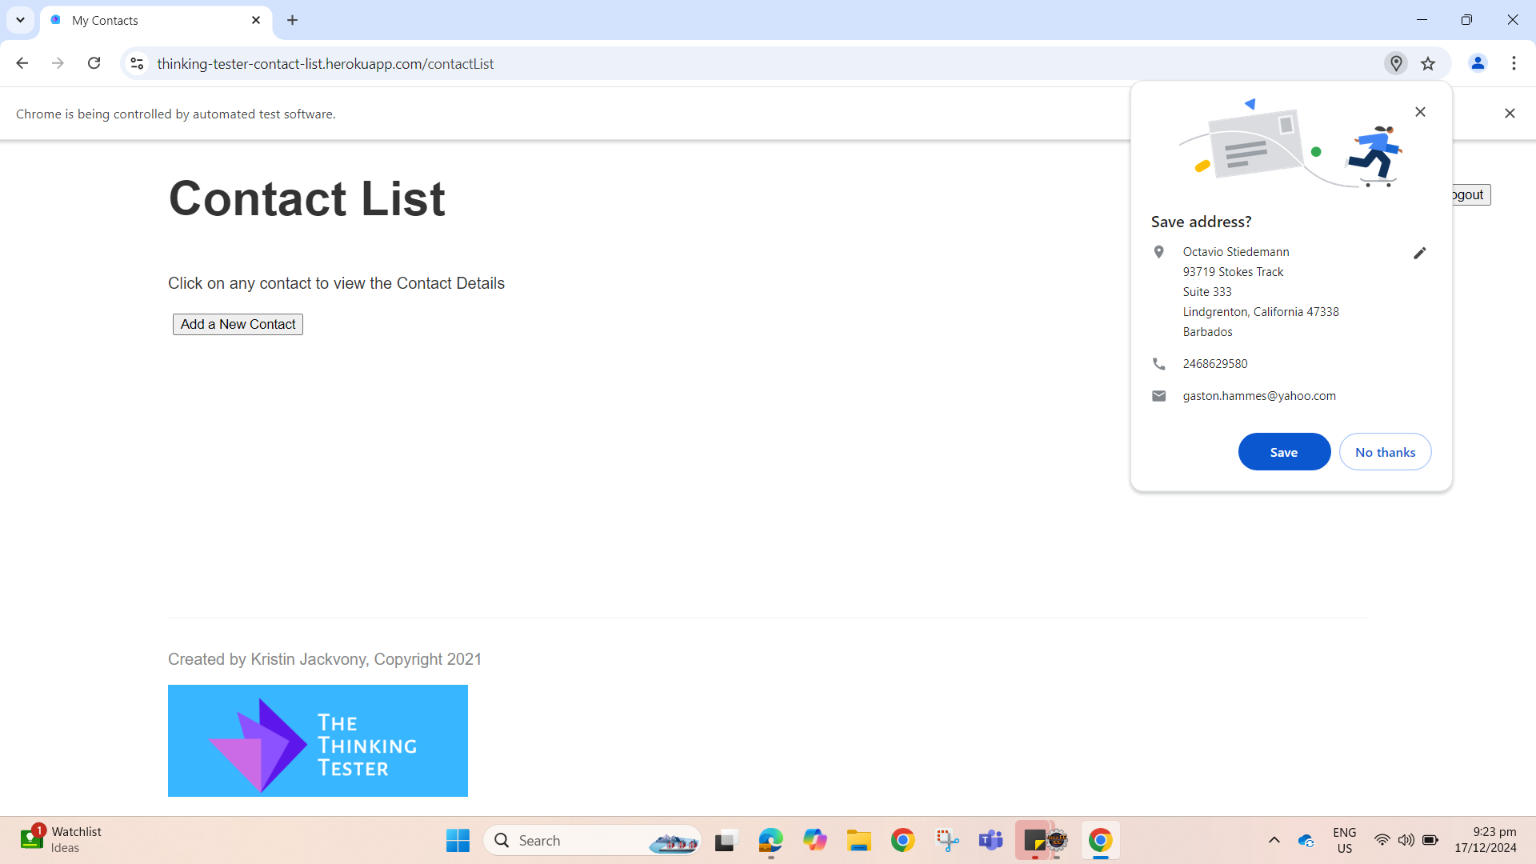 My Contacts
thinking-tester-contact-list.herokuapp.com/contactList
Chrome is being controlled by automated test software.
Contact List
ogout
Click on any contact to view the Contact Details
Add a New Contact
Save address?
Octavio Stiedemann
93719 Stokes Track
Suite 333
Lindgrenton, California 47338
Barbados
2468629580
gaston.hammes@yahoo.com
Save
No thanks
Created by Kristin Jackvony, Copyright 2021
THE
THINKING
TESTER
1
Watchlist
Ideas
Search
ENG
US
9:23 pm
17/12/2024